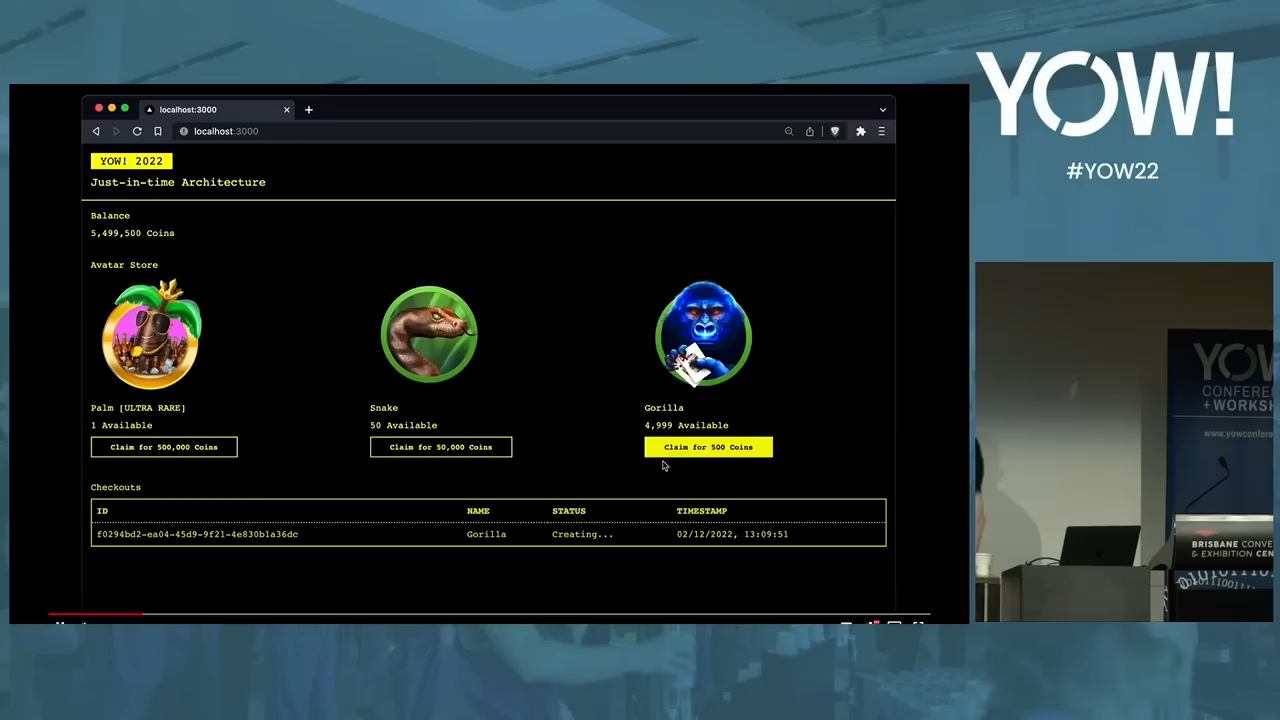 YOW!
#YOW22
localhost:3000
localhost:3000
YOW! 2022
Just-in-time Architecture
Balance
5,499,500 Coins
Avatar Store
Palm [ULTRA RARE]
1 Available
Claim for 500,000 Coins
Snake
50 Available
Claim for 50,000 Coins
Gorilla
4,999 Available
Claim for 500 Coins
Checkouts
ID NAME STATUS TIMESTAMP
f0294bd2-ea04-45d9-9f21-4e830b1a36dc Gorilla Creating... 02/12/2022, 13:09:51
YOW
CONFERE
+WORKSH
www.yowconfere
BRISBANE CONVE
& EXHIBITION CEN